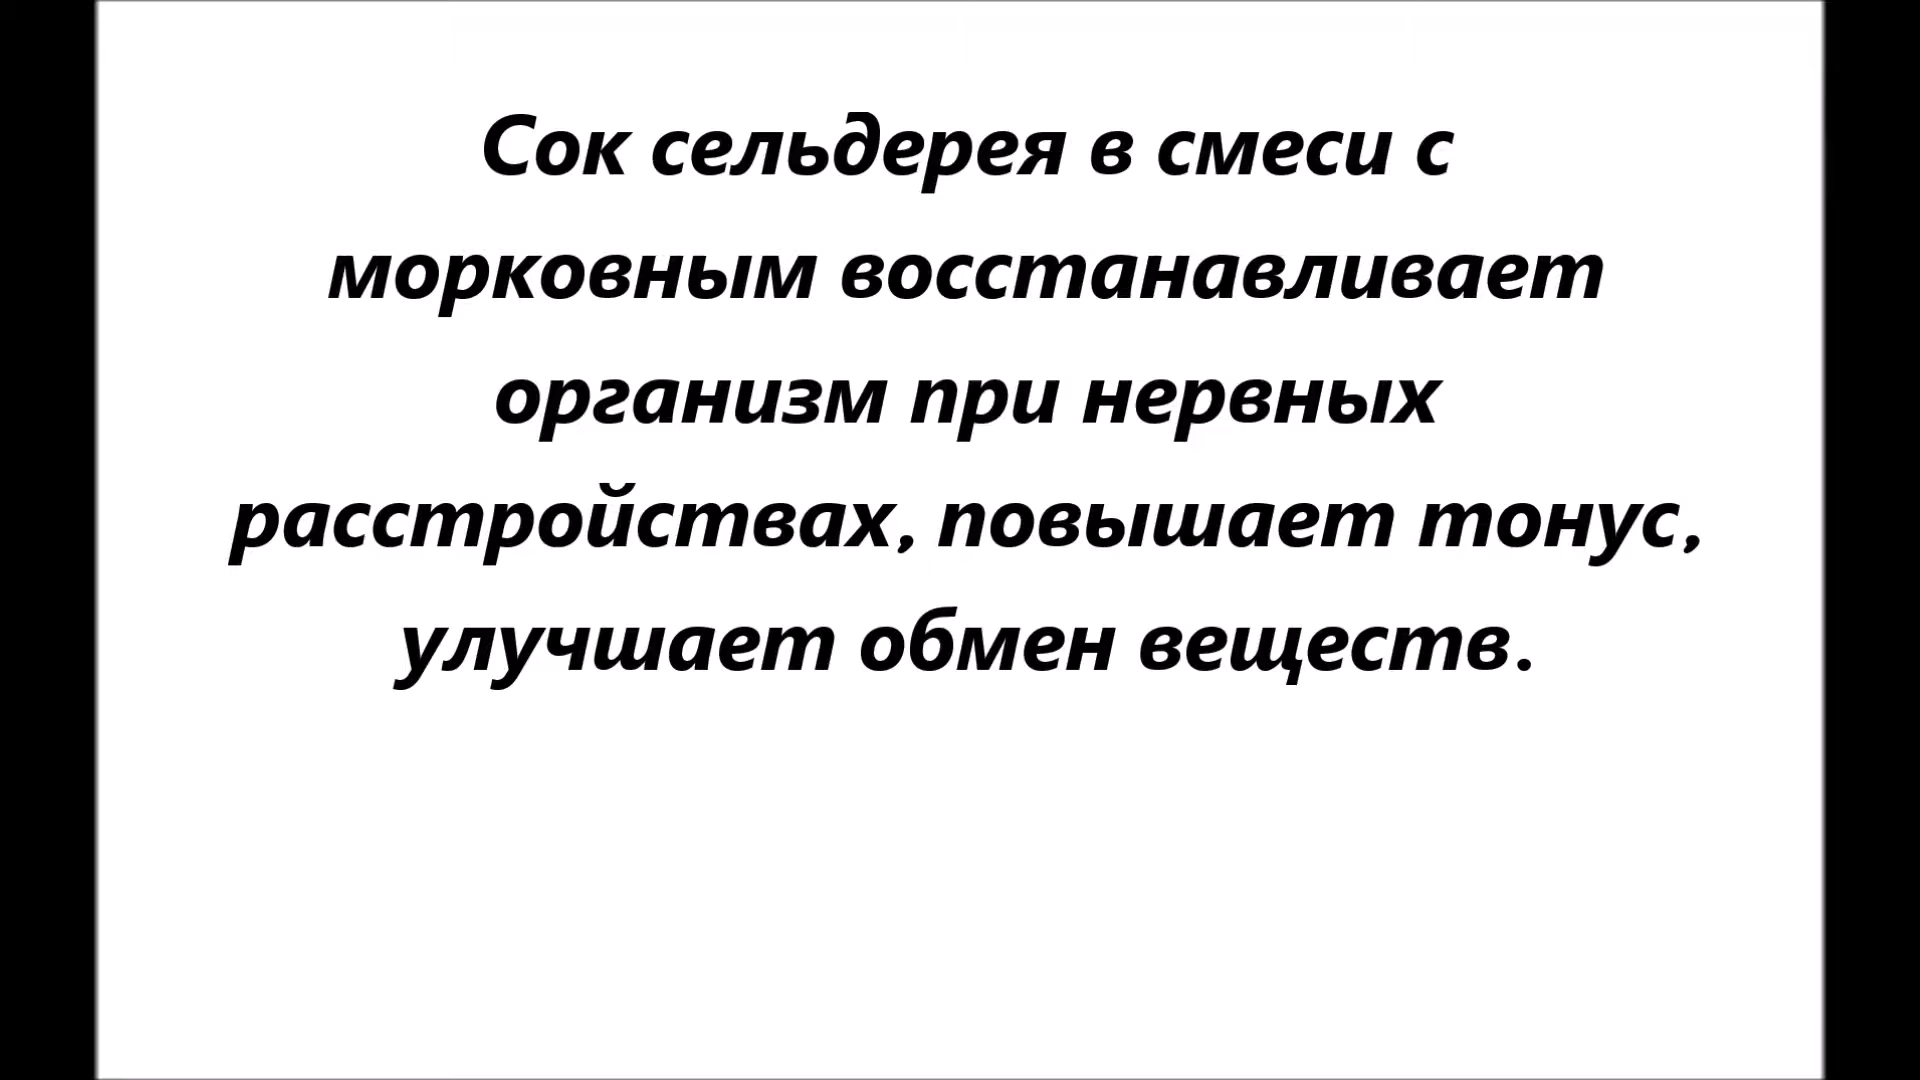 Сок сельдерея в смеси с
морковным восстанавливает
организм при нервных
расстройствах, повышает тонус,
улучшает обмен веществ.